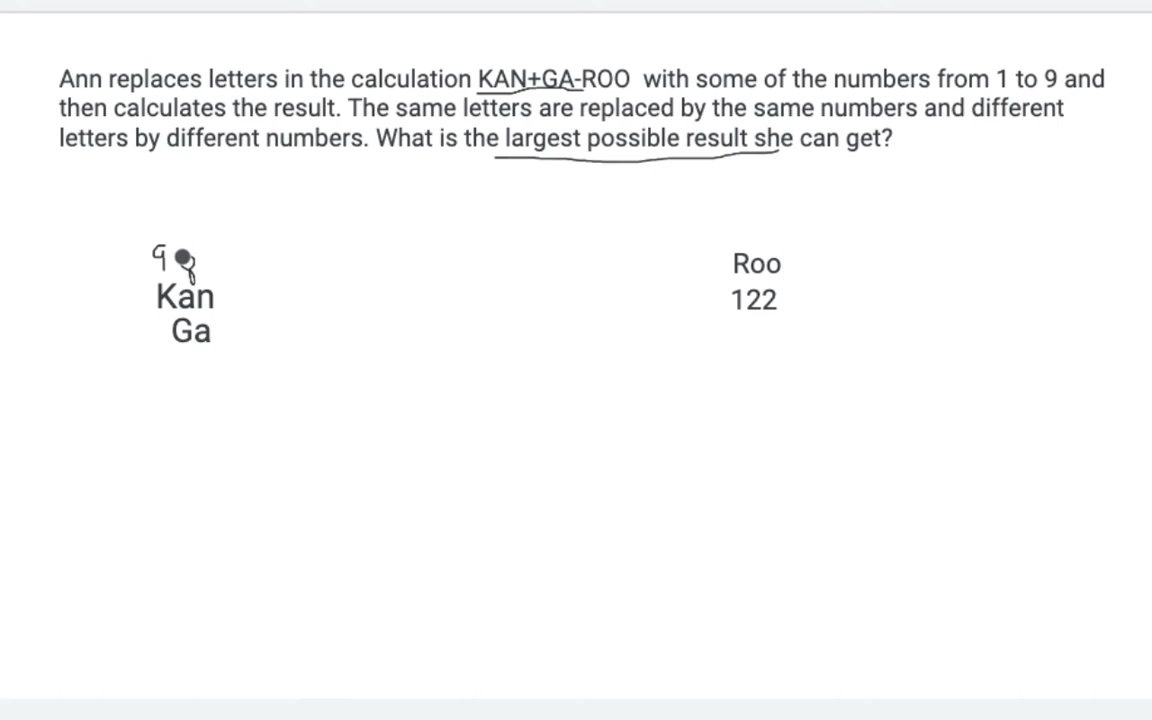 Ann replaces letters in the calculation KAN+GA-ROO with some of the numbers from 1 to 9 and
then calculates the result. The same letters are replaced by the same numbers and different
letters by different numbers. What is the largest possible result she can get?
9 8
Kan
Ga
Roo
122